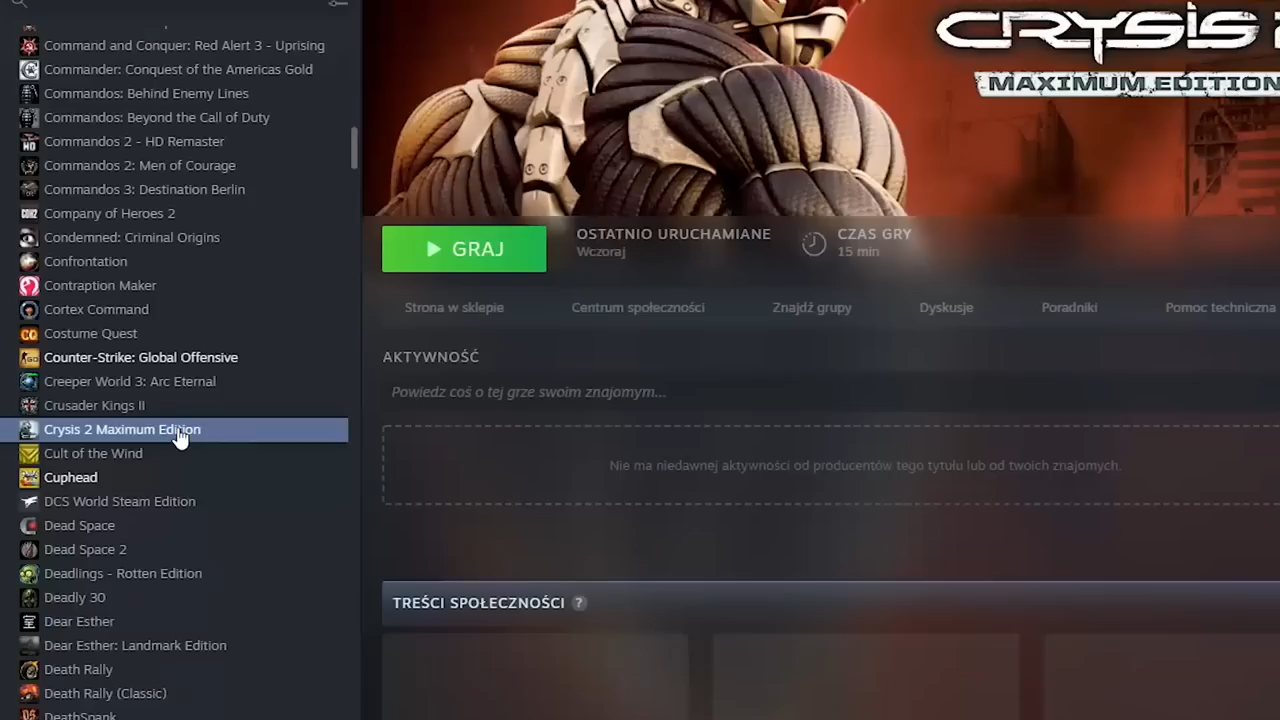 Command and Conquer: Red Alert 3 - Uprising
Commander: Conquest of the Americas Gold
Commandos: Behind Enemy Lines
Commandos: Beyond the Call of Duty
Commandos 2 - HD Remaster
Commandos 2: Men of Courage
Commandos 3: Destination Berlin
Company of Heroes 2
Condemned: Criminal Origins
Confrontation
Contraption Maker
Cortex Command
Costume Quest
Counter-Strike: Global Offensive
Creeper World 3: Arc Eternal
Crusader Kings II
Crysis 2 Maximum Edition
Cult of the Wind
Cuphead
DCS World Steam Edition
Dead Space
Dead Space 2
Deadlings - Rotten Edition
Deadly 30
Dear Esther
Dear Esther: Landmark Edition
Death Rally
Death Rally (Classic)
DeathSpank
CRYSIS
MAXIMUM EDITION
GRAJ
OSTATNIO URUCHAMIANE
Wczoraj
CZAS GRY
15 min
Strona w sklepie
Centrum społeczności
Znajdź grupy
Dyskusje
Poradniki
Pomoc techniczna
AKTYWNOŚĆ
Powiedz coś o tej grze swoim znajomym...
Nie ma niedawnej aktywności od producentów tego tytułu lub od twoich znajomych.
TREŚCI SPOŁECZNOŚCI ?